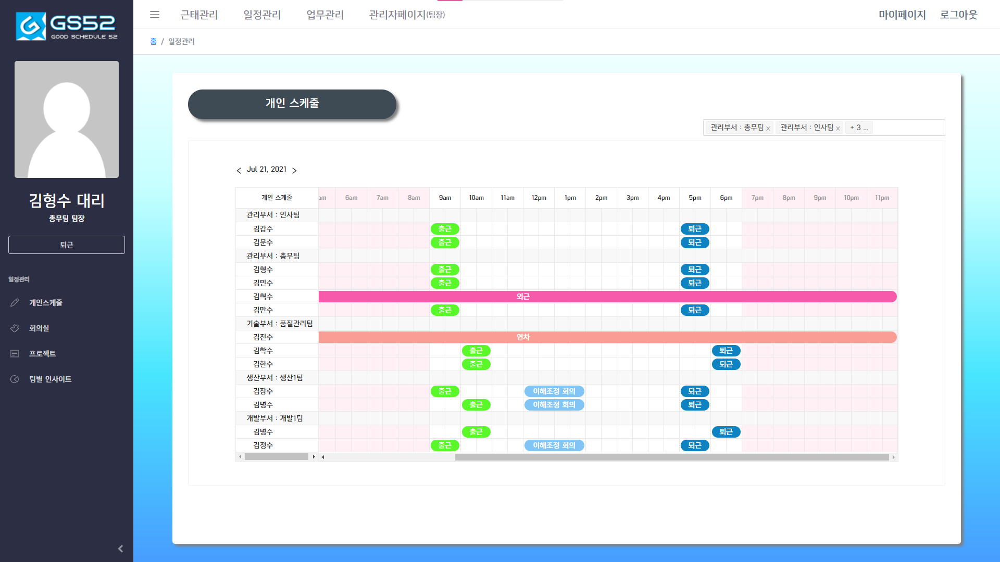 GS52
GOOD SCHEDULE 52
근태관리 일정관리 업무관리 관리자페이지(팀장) 마이페이지 로그아웃
홈 / 일정관리
김형수 대리
총무팀 팀장
퇴근
일정관리
개인스케줄
회의실
프로젝트
팀별 인사이트
개인 스케줄
관리부서 : 총무팀 x 관리부서 : 인사팀 x + 3 ...
< Jul 21, 2021 >
개인 스케줄 am 6am 7am 8am 9am 10am 11am 12pm 1pm 2pm 3pm 4pm 5pm 6pm 7pm 8pm 9pm 10pm 11pm
관리부서 : 인사팀
김갑수 출근 퇴근
김문수 출근 퇴근
관리부서 : 총무팀
김형수 출근 퇴근
김민수 출근 퇴근
김혁수 외근
김만수 출근 퇴근
기술부서 : 품질관리팀
김진수 연차
김학수 출근 퇴근
김한수 출근 퇴근
생산부서 : 생산1팀
김장수 출근 이해조정 회의 퇴근
김명수 출근 이해조정 회의 퇴근
개발부서 : 개발1팀
김병수 출근 퇴근
김정수 출근 이해조정 회의 퇴근